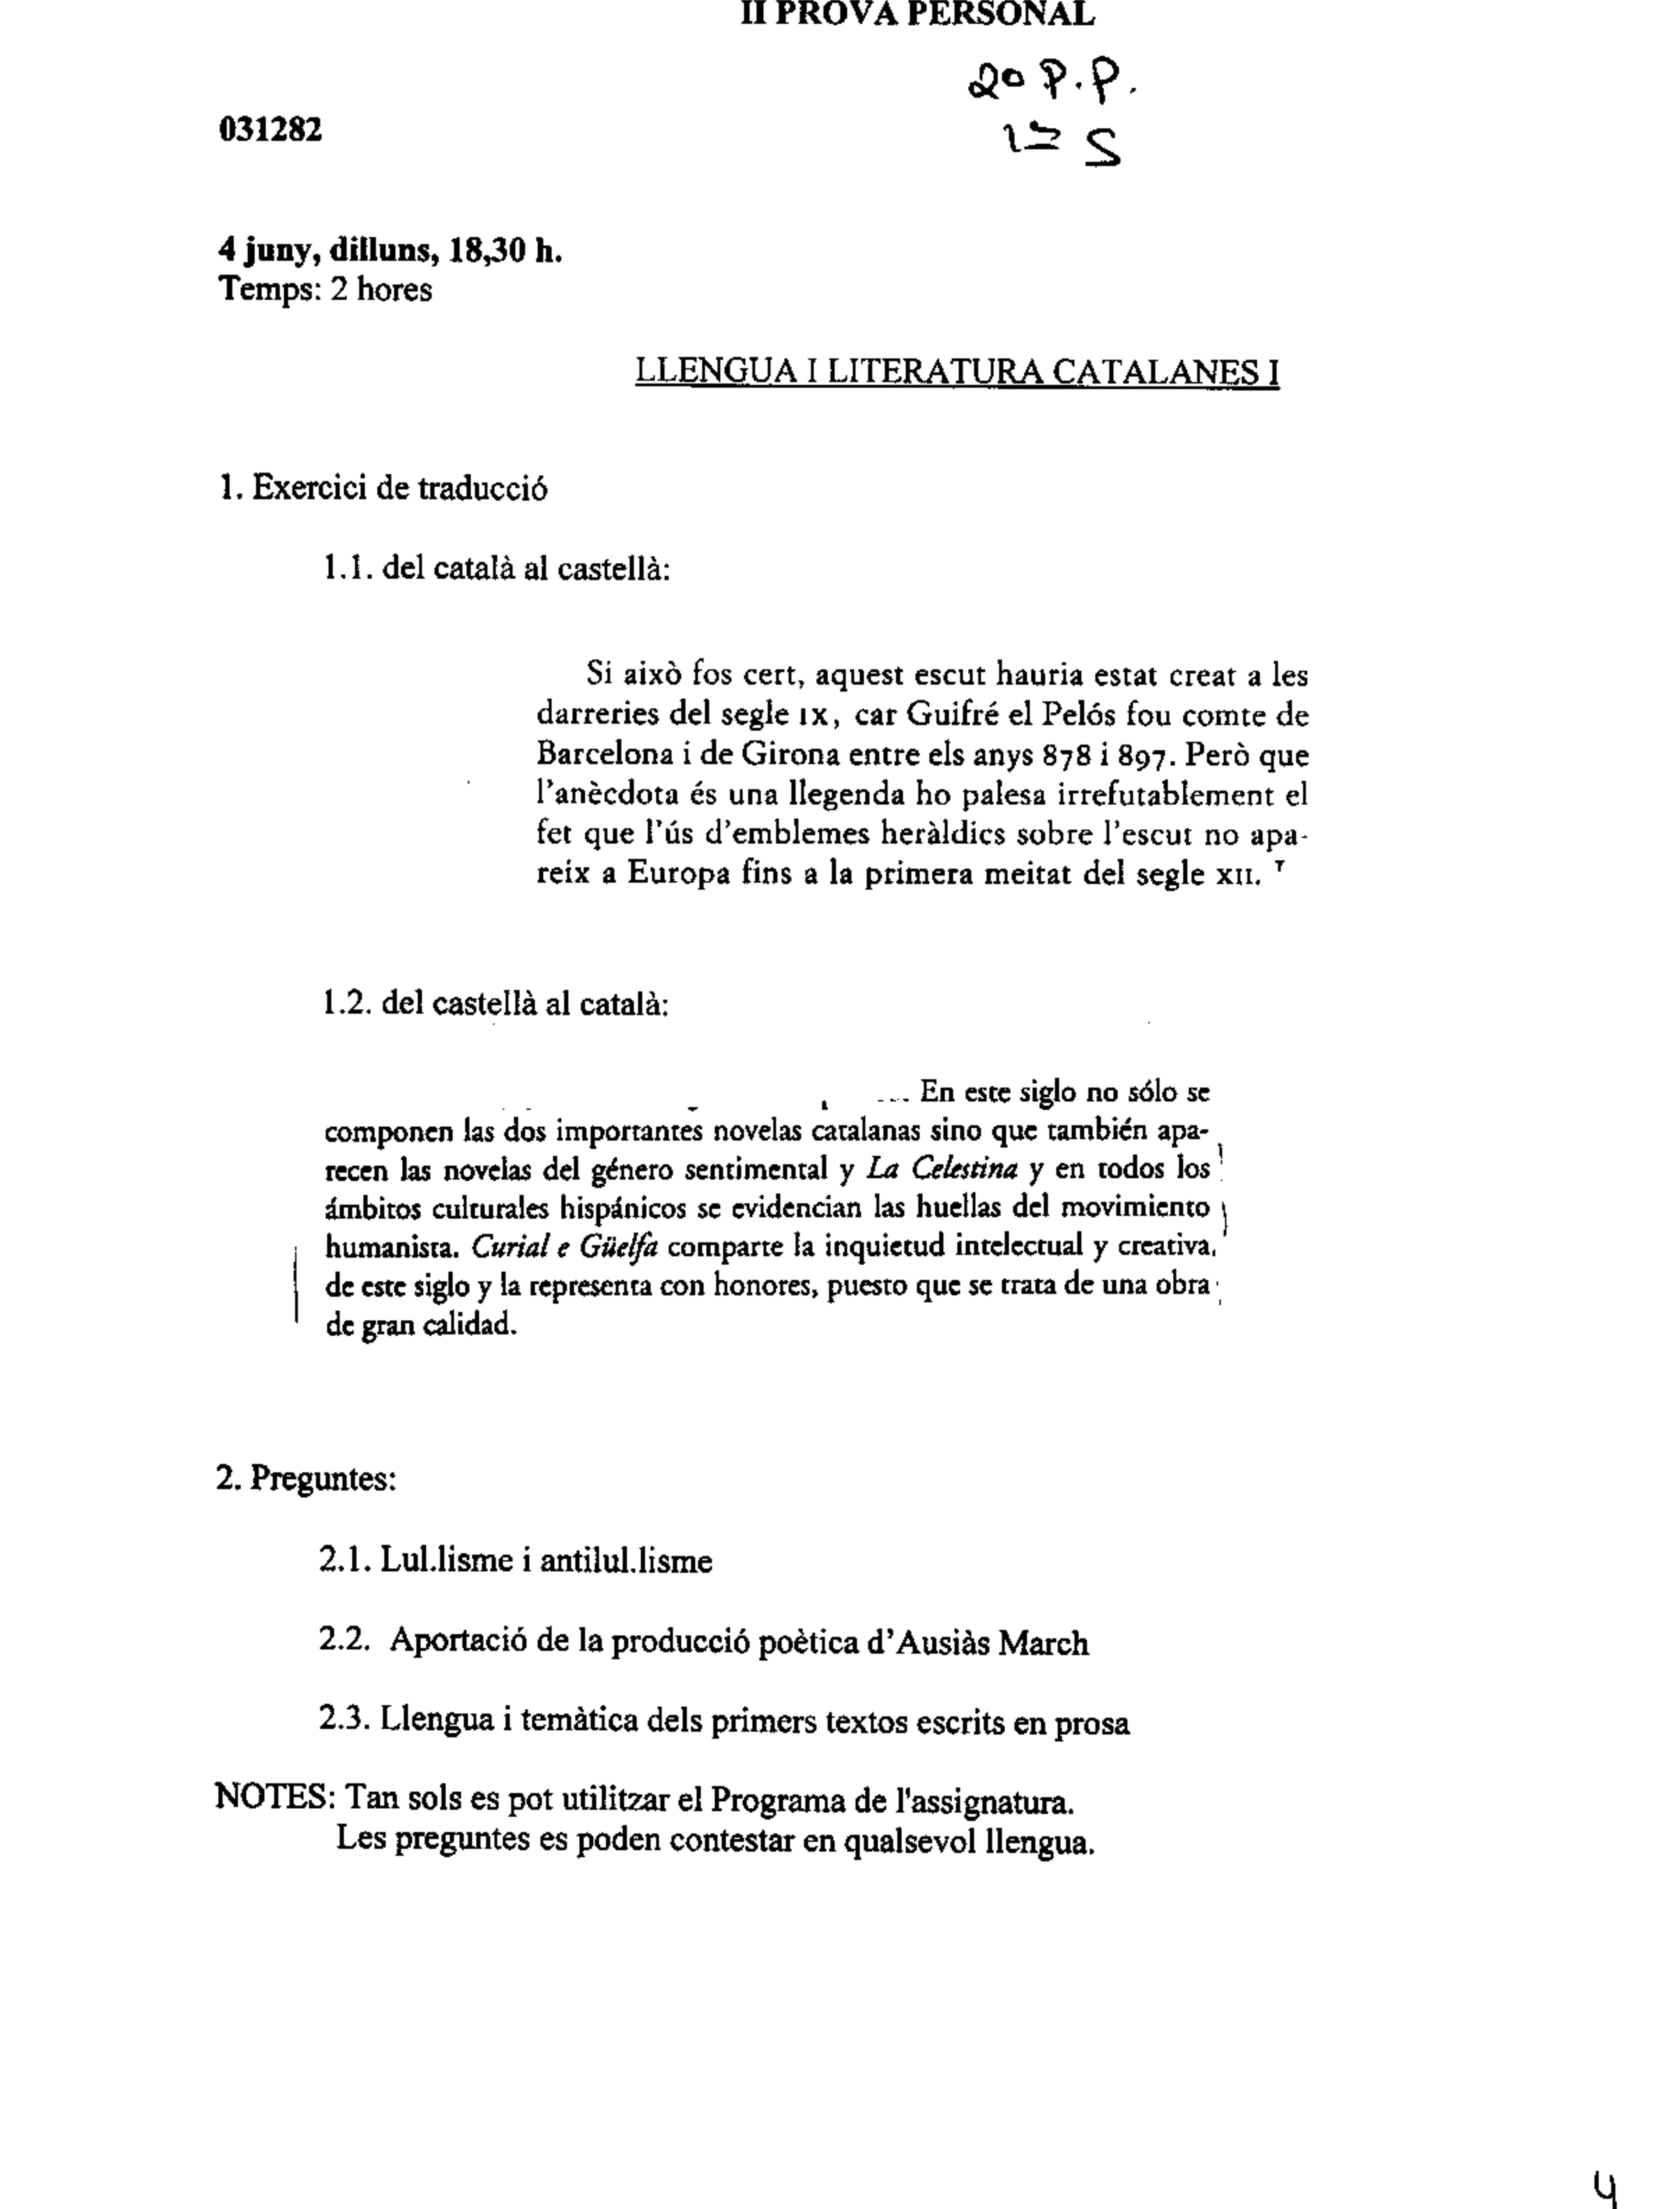 II PROVA PERSONAL
20 P.P.
1ª S
031282
4 juny, dilluns, 18,30 h.
Temps: 2 hores
LLENGUA I LITERATURA CATALANES I
1. Exercici de traducció
1.1. del català al castellà:
Si això fos cert, aquest escut hauria estat creat a les
darreries del segle IX, car Guifré el Pelós fou comte de
Barcelona i de Girona entre els anys 878 i 897. Però que
l'anècdota és una llegenda ho palesa irrefutablement el
fet que l'ús d'emblemes heràldics sobre l'escut no apa-
reix a Europa fins a la primera meitat del segle XII.
1.2. del castellà al català:
En este siglo no sólo se
componen las dos importantes novelas catalanas sino que también apa-
recen las novelas del género sentimental y La Celestina y en todos los
ámbitos culturales hispánicos se evidencian las huellas del movimiento
humanista. Curial e Güelfa comparte la inquietud intelectual y creativa
de este siglo y la representa con honores, puesto que se trata de una obra
de gran calidad.
2. Preguntes:
2.1. Lul.lisme i antilul.lisme
2.2. Aportació de la producció poètica d'Ausiàs March
2.3. Llengua i temàtica dels primers textos escrits en prosa
NOTES: Tan sols es pot utilitzar el Programa de l'assignatura.
Les preguntes es poden contestar en qualsevol llengua.
4